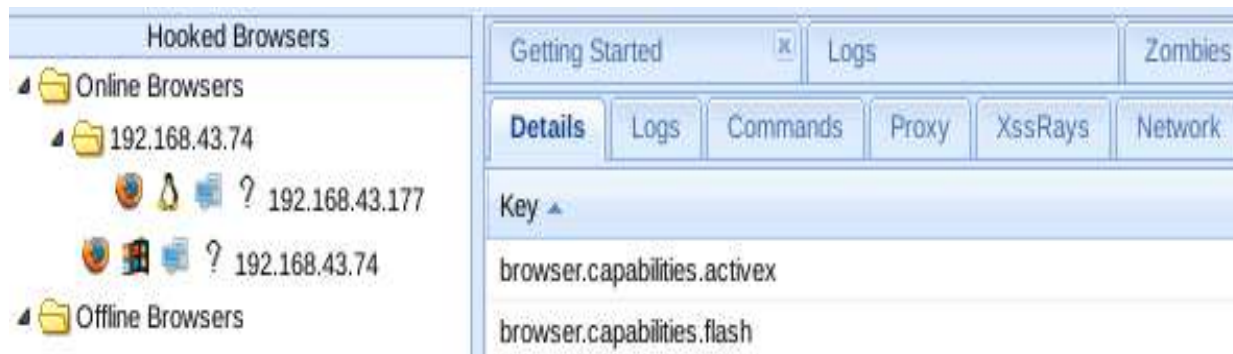 Hooked Browsers
Online Browsers
192.168.43.74
? 192.168.43.177
? 192.168.43.74
Offline Browsers
Getting Started Logs Zombies
Details Logs Commands Proxy XssRays Network
Key
browser.capabilities.activex
browser.capabilities.flash